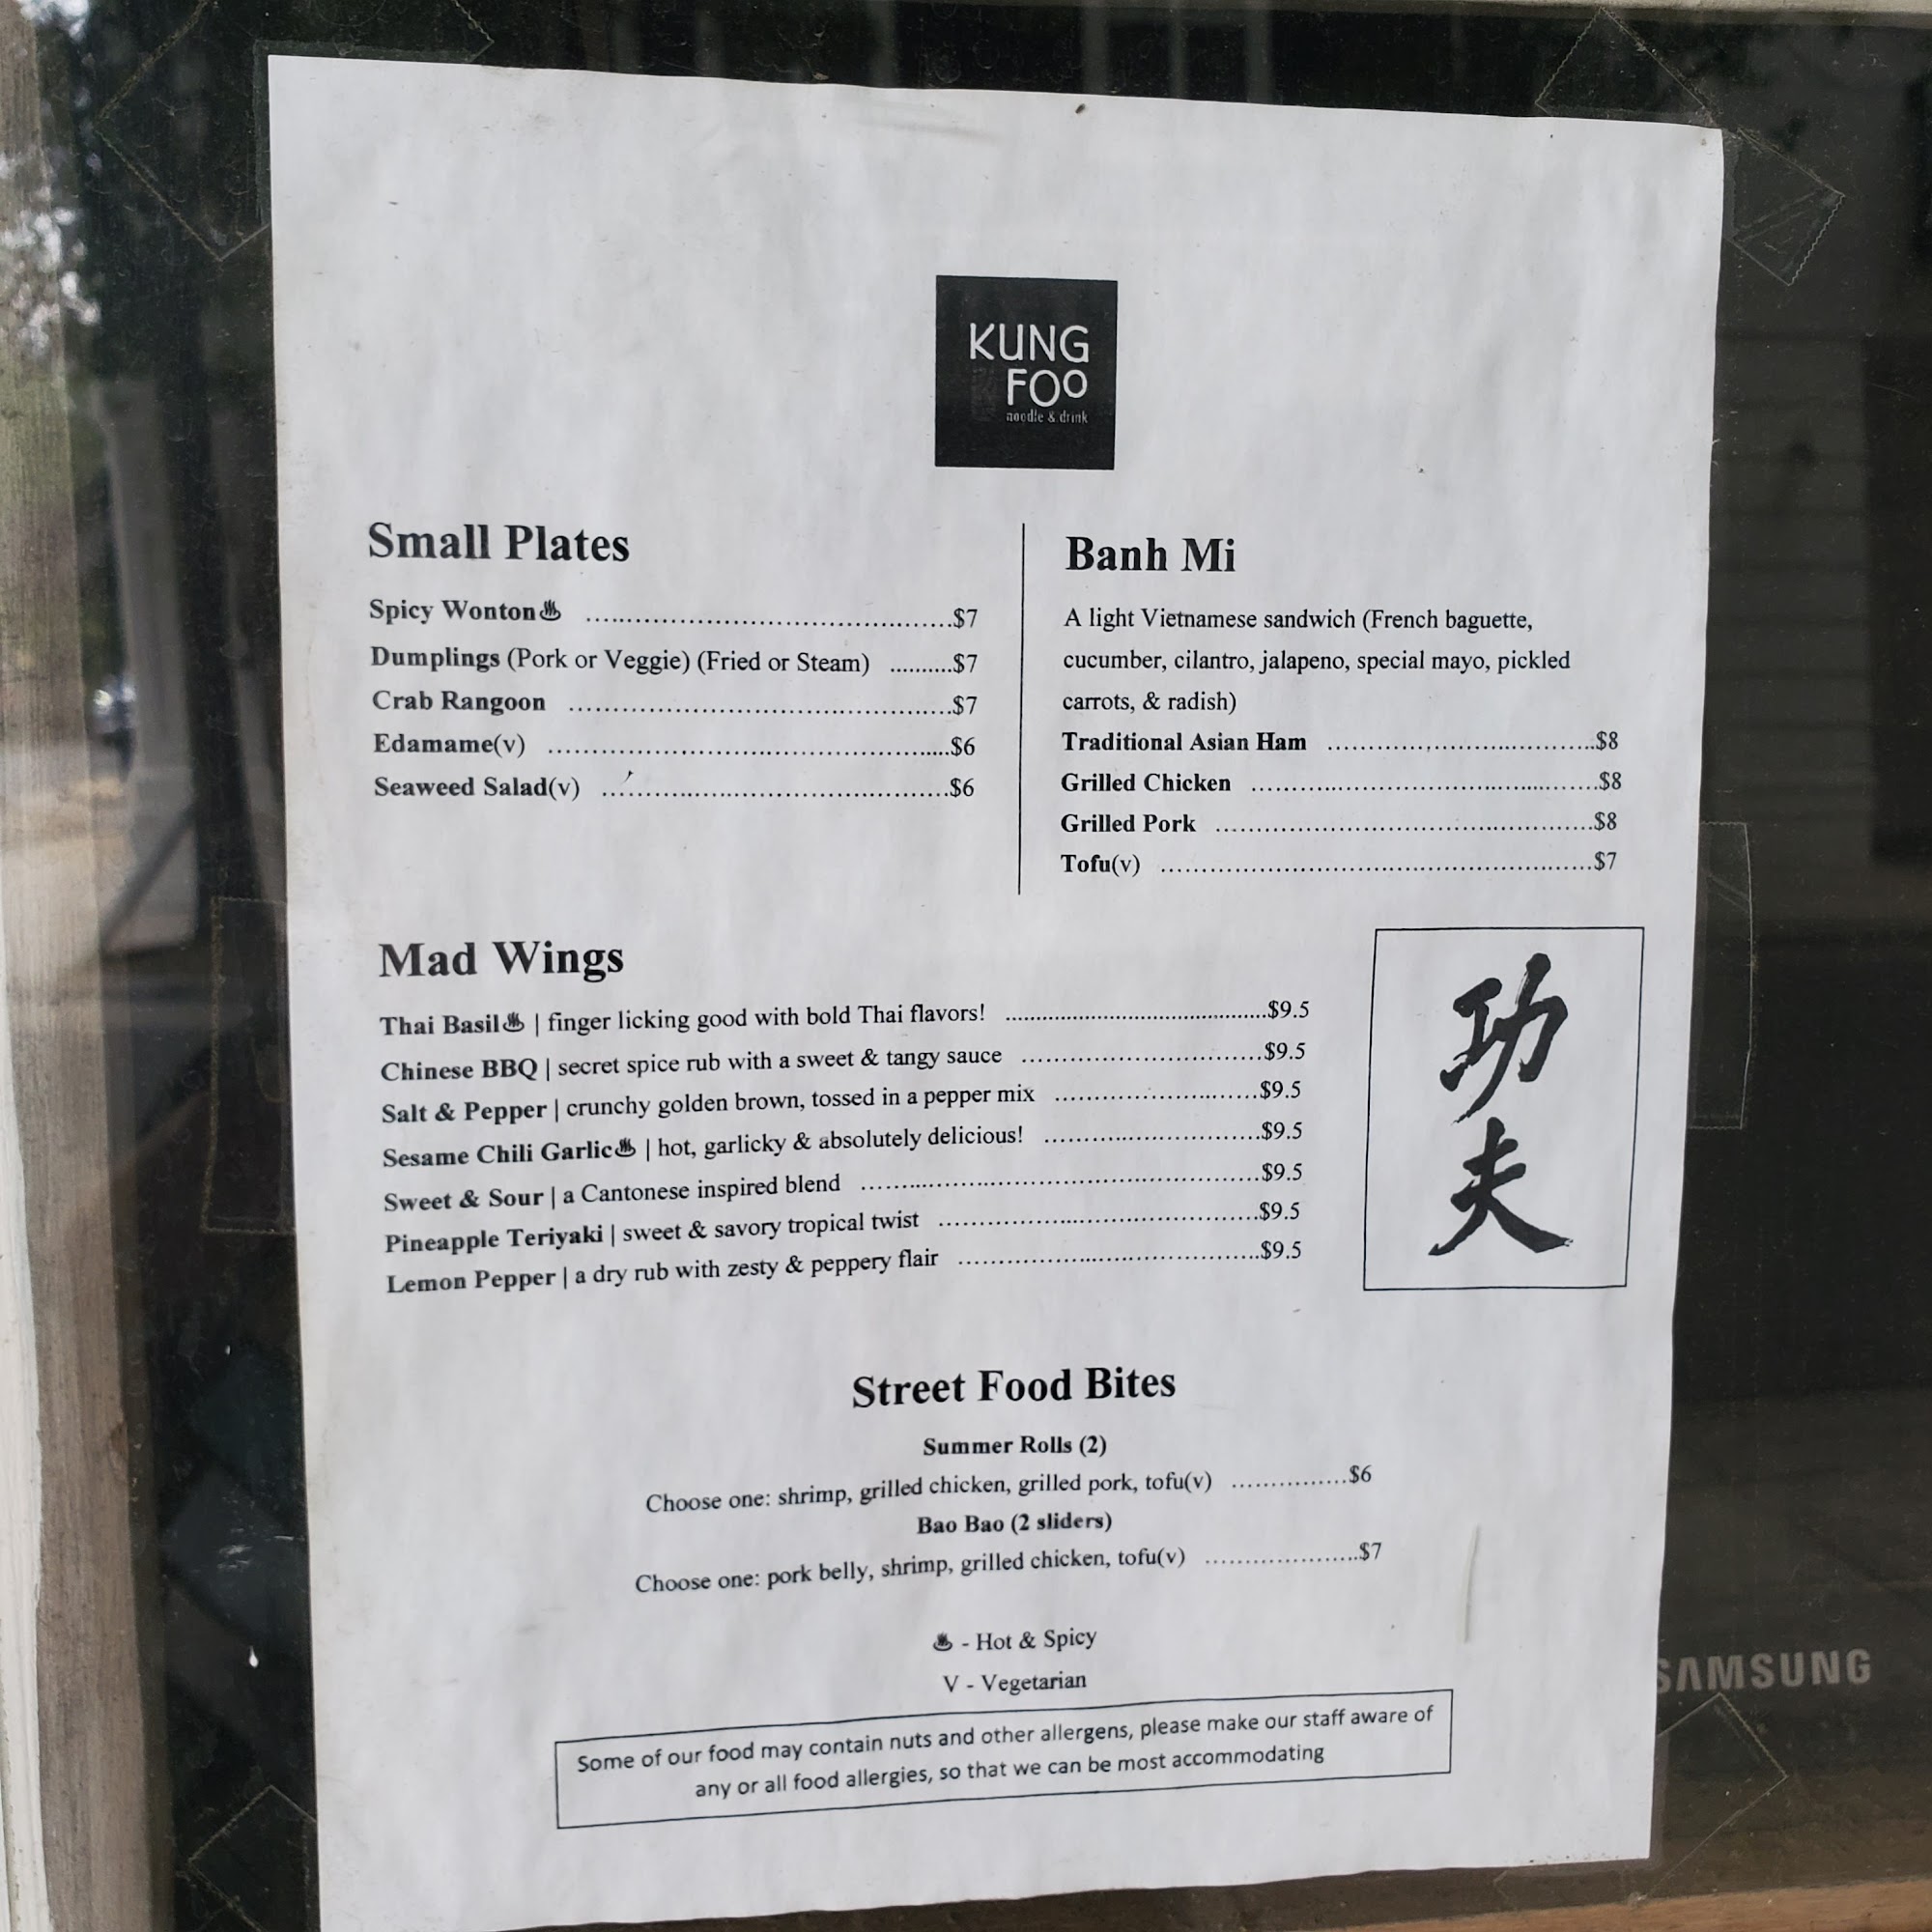 KUNG
FOO
noodle & drink
Small Plates
Spicy Wonton♨ ........................................$7
Dumplings (Pork or Veggie) (Fried or Steam) ..........$7
Crab Rangoon ........................................$7
Edamame(v) ........................................$6
Seaweed Salad(v) ........................................$6
Banh Mi
A light Vietnamese sandwich (French baguette,
cucumber, cilantro, jalapeno, special mayo, pickled
carrots, & radish)
Traditional Asian Ham ........................................$8
Grilled Chicken ........................................$8
Grilled Pork ........................................$8
Tofu(v) ........................................$7
Mad Wings
Thai Basil♨ | finger licking good with bold Thai flavors! ........................................$9.5
Chinese BBQ | secret spice rub with a sweet & tangy sauce ..............................$9.5
Salt & Pepper | crunchy golden brown, tossed in a pepper mix .........................$9.5
Sesame Chili Garlic♨ | hot, garlicky & absolutely delicious! ...........................$9.5
Sweet & Sour | a Cantonese inspired blend ........................................$9.5
Pineapple Teriyaki | sweet & savory tropical twist ........................................$9.5
Lemon Pepper | a dry rub with zesty & peppery flair ........................................$9.5
功
夫
Street Food Bites
Summer Rolls (2)
Choose one: shrimp, grilled chicken, grilled pork, tofu(v) ...............$6
Bao Bao (2 sliders)
Choose one: pork belly, shrimp, grilled chicken, tofu(v) ....................$7
♨ - Hot & Spicy
V - Vegetarian
Some of our food may contain nuts and other allergens, please make our staff aware of
any or all food allergies, so that we can be most accommodating
SAMSUNG